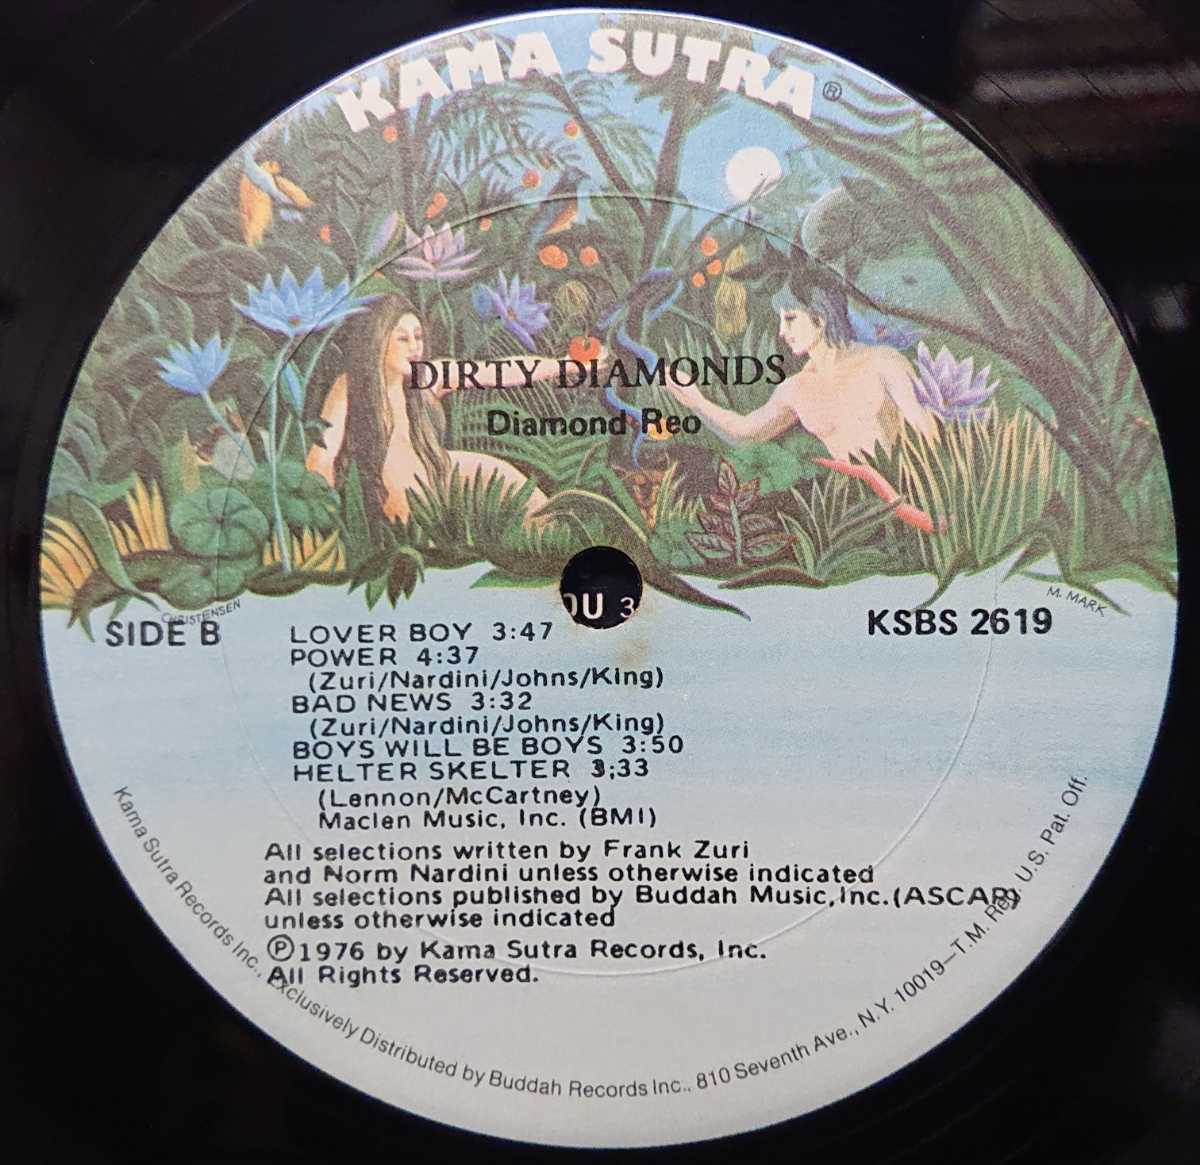 KAMA SUTRA®
DIRTY DIAMONDS
Diamond Reo
CHRISTENSEN
M. MARK
SIDE B
KSBS 2619
OU 3
LOVER BOY 3:47
POWER 4:37
(Zuri/Nardini/Johns/King)
BAD NEWS 3:32
(Zuri/Nardini/Johns/King)
BOYS WILL BE BOYS 3:50
HELTER SKELTER 3;33
(Lennon/McCartney)
Maclen Music, Inc. (BMI)
All selections written by Frank Zuri
and Norm Nardini unless otherwise indicated
All selections published by Buddah Music,Inc.(ASCAP)
unless otherwise indicated
℗1976 by Kama Sutra Records, Inc.
All Rights Reserved.
Kama Sutra Records Inc., Exclusively Distributed by Buddah Records Inc., 810 Seventh Ave., N.Y. 10019—T.M. Reg. U.S. Pat. Off.